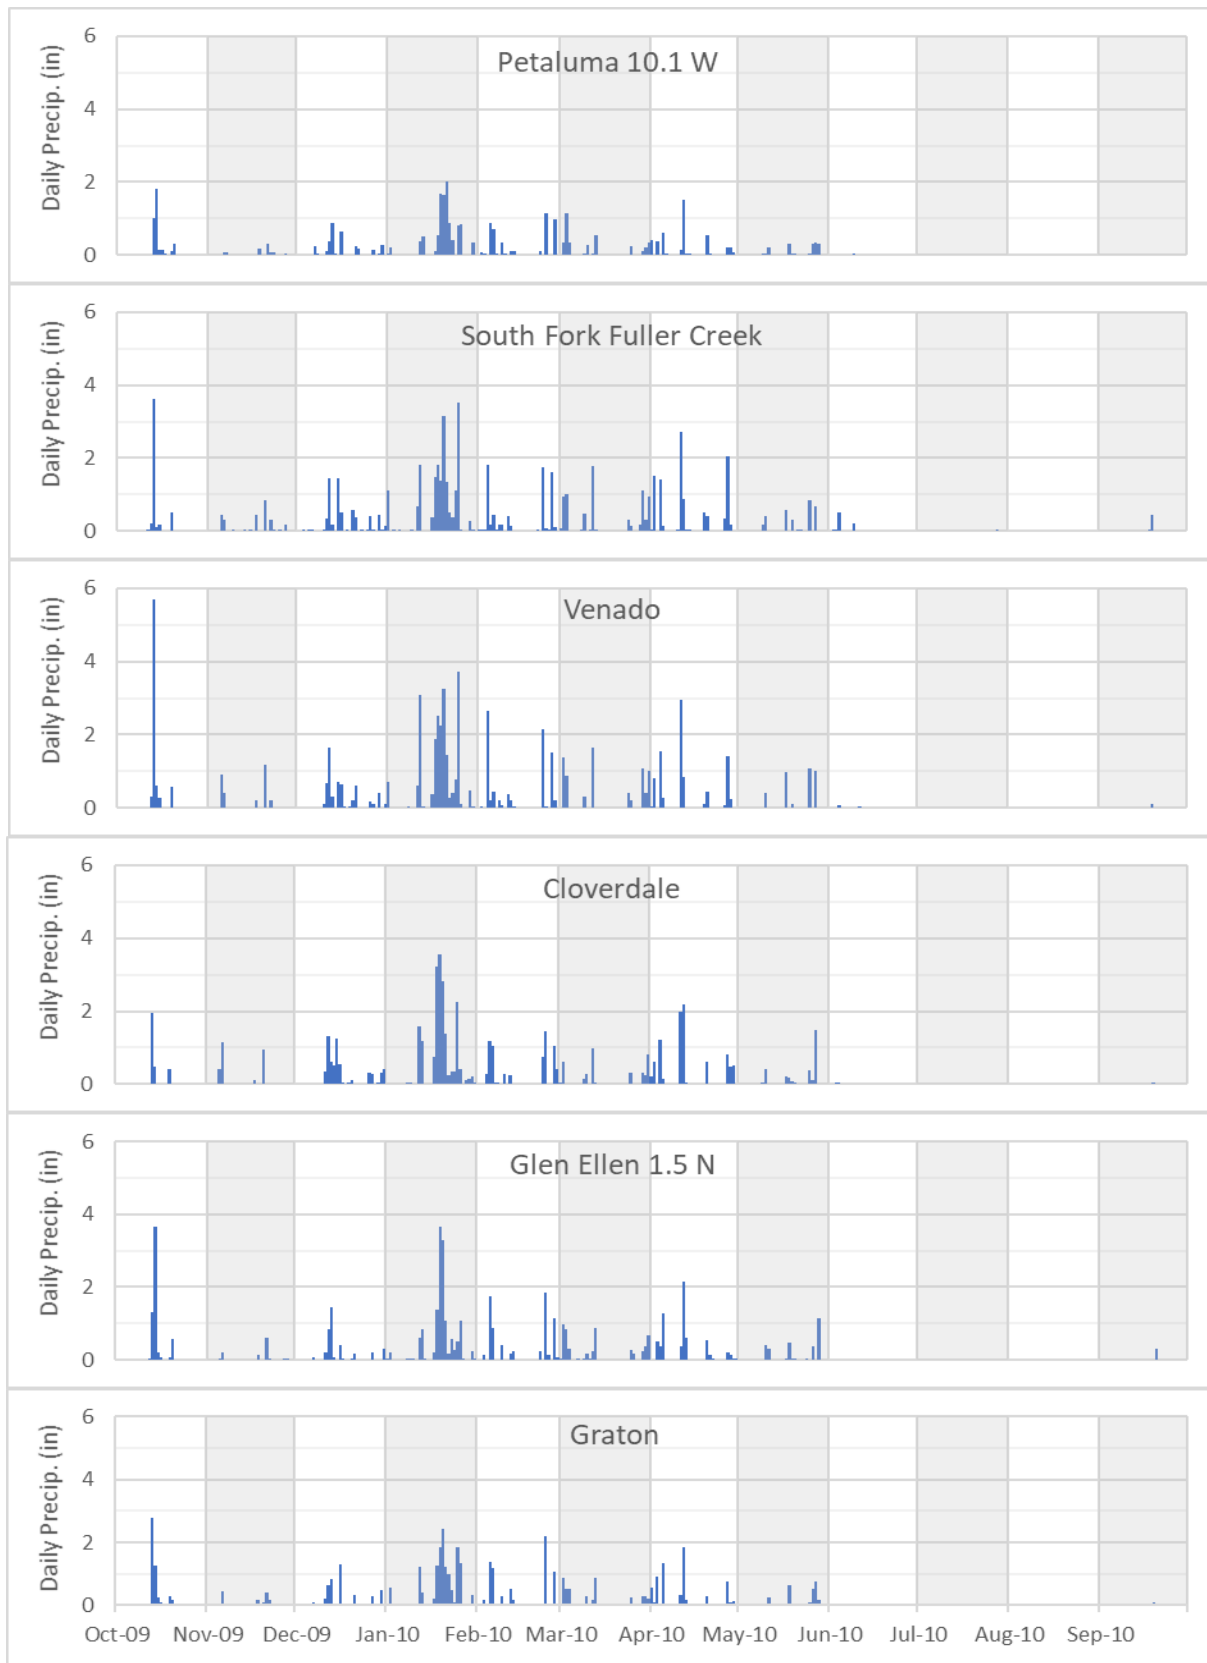 Petaluma 10.1 W
Daily Precip. (in)
6
4
2
0
South Fork Fuller Creek
Daily Precip. (in)
6
4
2
0
Venado
Daily Precip. (in)
6
4
2
0
Cloverdale
Daily Precip. (in)
6
4
2
0
Glen Ellen 1.5 N
Daily Precip. (in)
6
4
2
0
Graton
Daily Precip. (in)
6
4
2
0
Oct-09 Nov-09 Dec-09 Jan-10 Feb-10 Mar-10 Apr-10 May-10 Jun-10 Jul-10 Aug-10 Sep-10